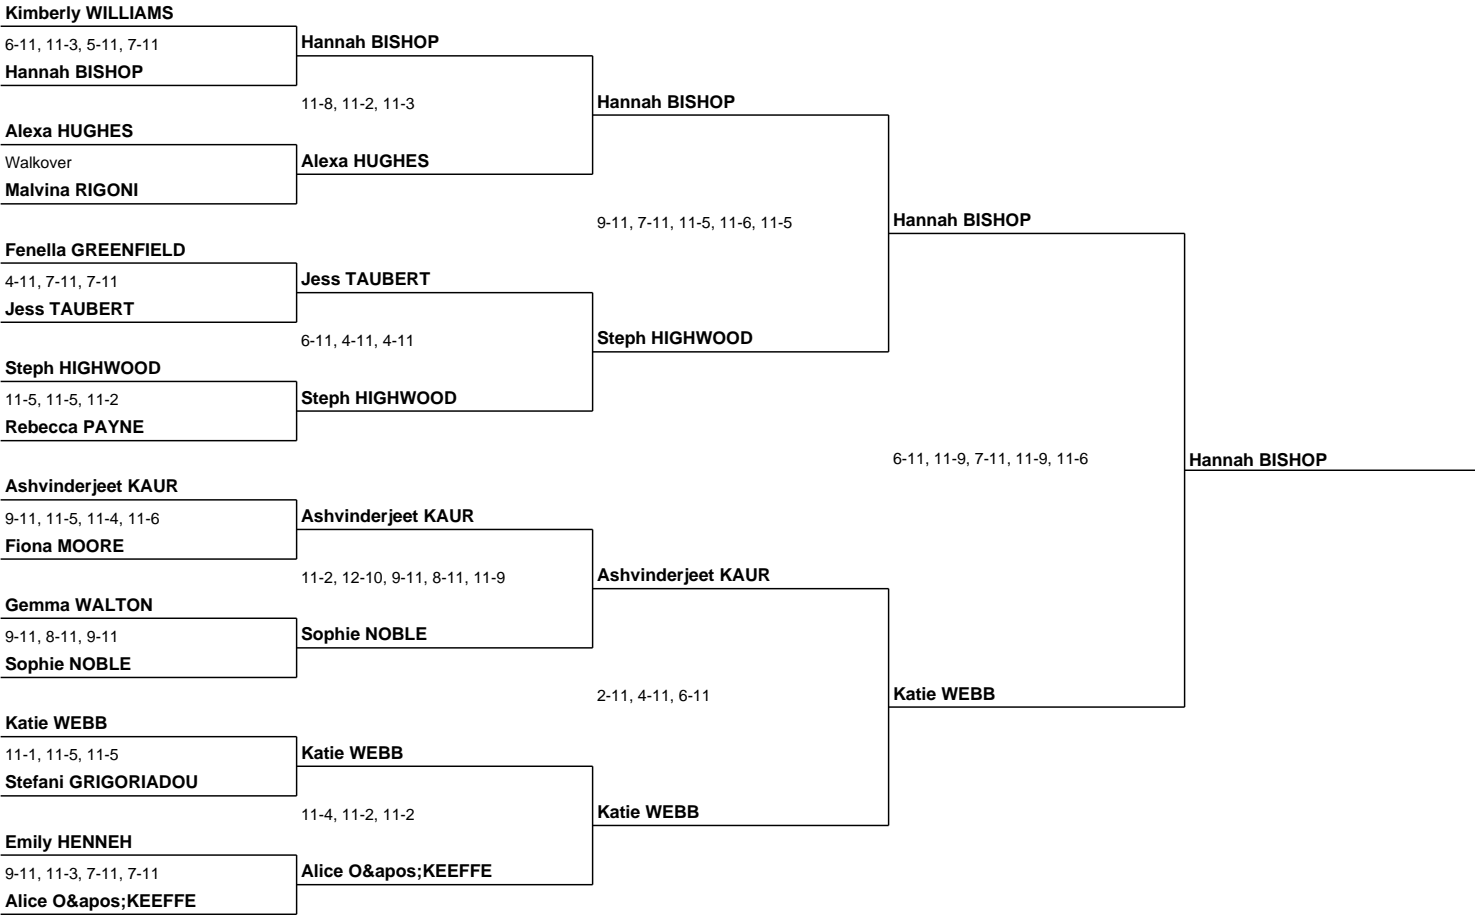 Kimberly WILLIAMS
6-11, 11-3, 5-11, 7-11
Hannah BISHOP
Alexa HUGHES
Walkover
Malvina RIGONI
Fenella GREENFIELD
4-11, 7-11, 7-11
Jess TAUBERT
Steph HIGHWOOD
11-5, 11-5, 11-2
Rebecca PAYNE
Ashvinderjeet KAUR
9-11, 11-5, 11-4, 11-6
Fiona MOORE
Gemma WALTON
9-11, 8-11, 9-11
Sophie NOBLE
Katie WEBB
11-1, 11-5, 11-5
Stefani GRIGORIADOU
Emily HENNEH
9-11, 11-3, 7-11, 7-11
Alice O&amp;apos;KEEFFE
Hannah BISHOP
11-8, 11-2, 11-3
Alexa HUGHES
Jess TAUBERT
6-11, 4-11, 4-11
Steph HIGHWOOD
Ashvinderjeet KAUR
11-2, 12-10, 9-11, 8-11, 11-9
Sophie NOBLE
Katie WEBB
11-4, 11-2, 11-2
Alice O&amp;apos;KEEFFE
Hannah BISHOP
9-11, 7-11, 11-5, 11-6, 11-5
Steph HIGHWOOD
Ashvinderjeet KAUR
2-11, 4-11, 6-11
Katie WEBB
Hannah BISHOP
6-11, 11-9, 7-11, 11-9, 11-6
Katie WEBB
Hannah BISHOP